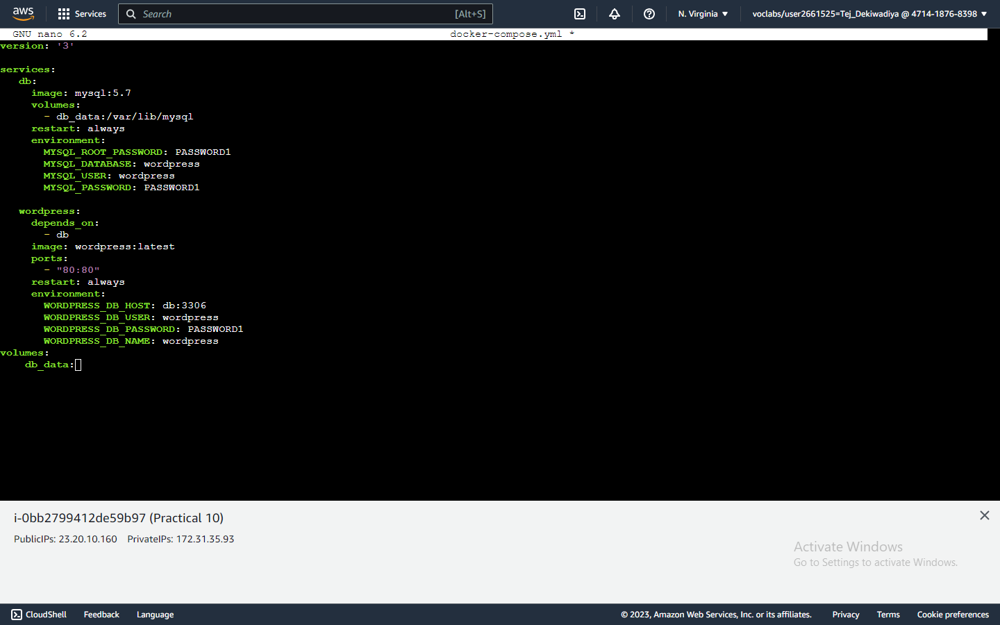 aws Services Search [Alt+S] N. Virginia voclabs/user2661525=Tej_Dekiwadiya @ 4714-1876-8398
GNU nano 6.2 docker-compose.yml *
version: '3'
services:
   db:
     image: mysql:5.7
     volumes:
       - db_data:/var/lib/mysql
     restart: always
     environment:
       MYSQL_ROOT_PASSWORD: PASSWORD1
       MYSQL_DATABASE: wordpress
       MYSQL_USER: wordpress
       MYSQL_PASSWORD: PASSWORD1
   wordpress:
     depends_on:
       - db
     image: wordpress:latest
     ports:
       - "80:80"
     restart: always
     environment:
       WORDPRESS_DB_HOST: db:3306
       WORDPRESS_DB_USER: wordpress
       WORDPRESS_DB_PASSWORD: PASSWORD1
       WORDPRESS_DB_NAME: wordpress
volumes:
    db_data:
i-0bb2799412de59b97 (Practical 10)
PublicIPs: 23.20.10.160 PrivateIPs: 172.31.35.93
Activate Windows
Go to Settings to activate Windows.
CloudShell Feedback Language © 2023, Amazon Web Services, Inc. or its affiliates. Privacy Terms Cookie preferences